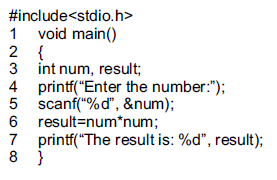 #include<stdio.h>
1 void main()
2 {
3 int num, result;
4 printf(“Enter the number:”);
5 scanf(“%d”, &num);
6 result=num*num;
7 printf(“The result is: %d”, result);
8 }